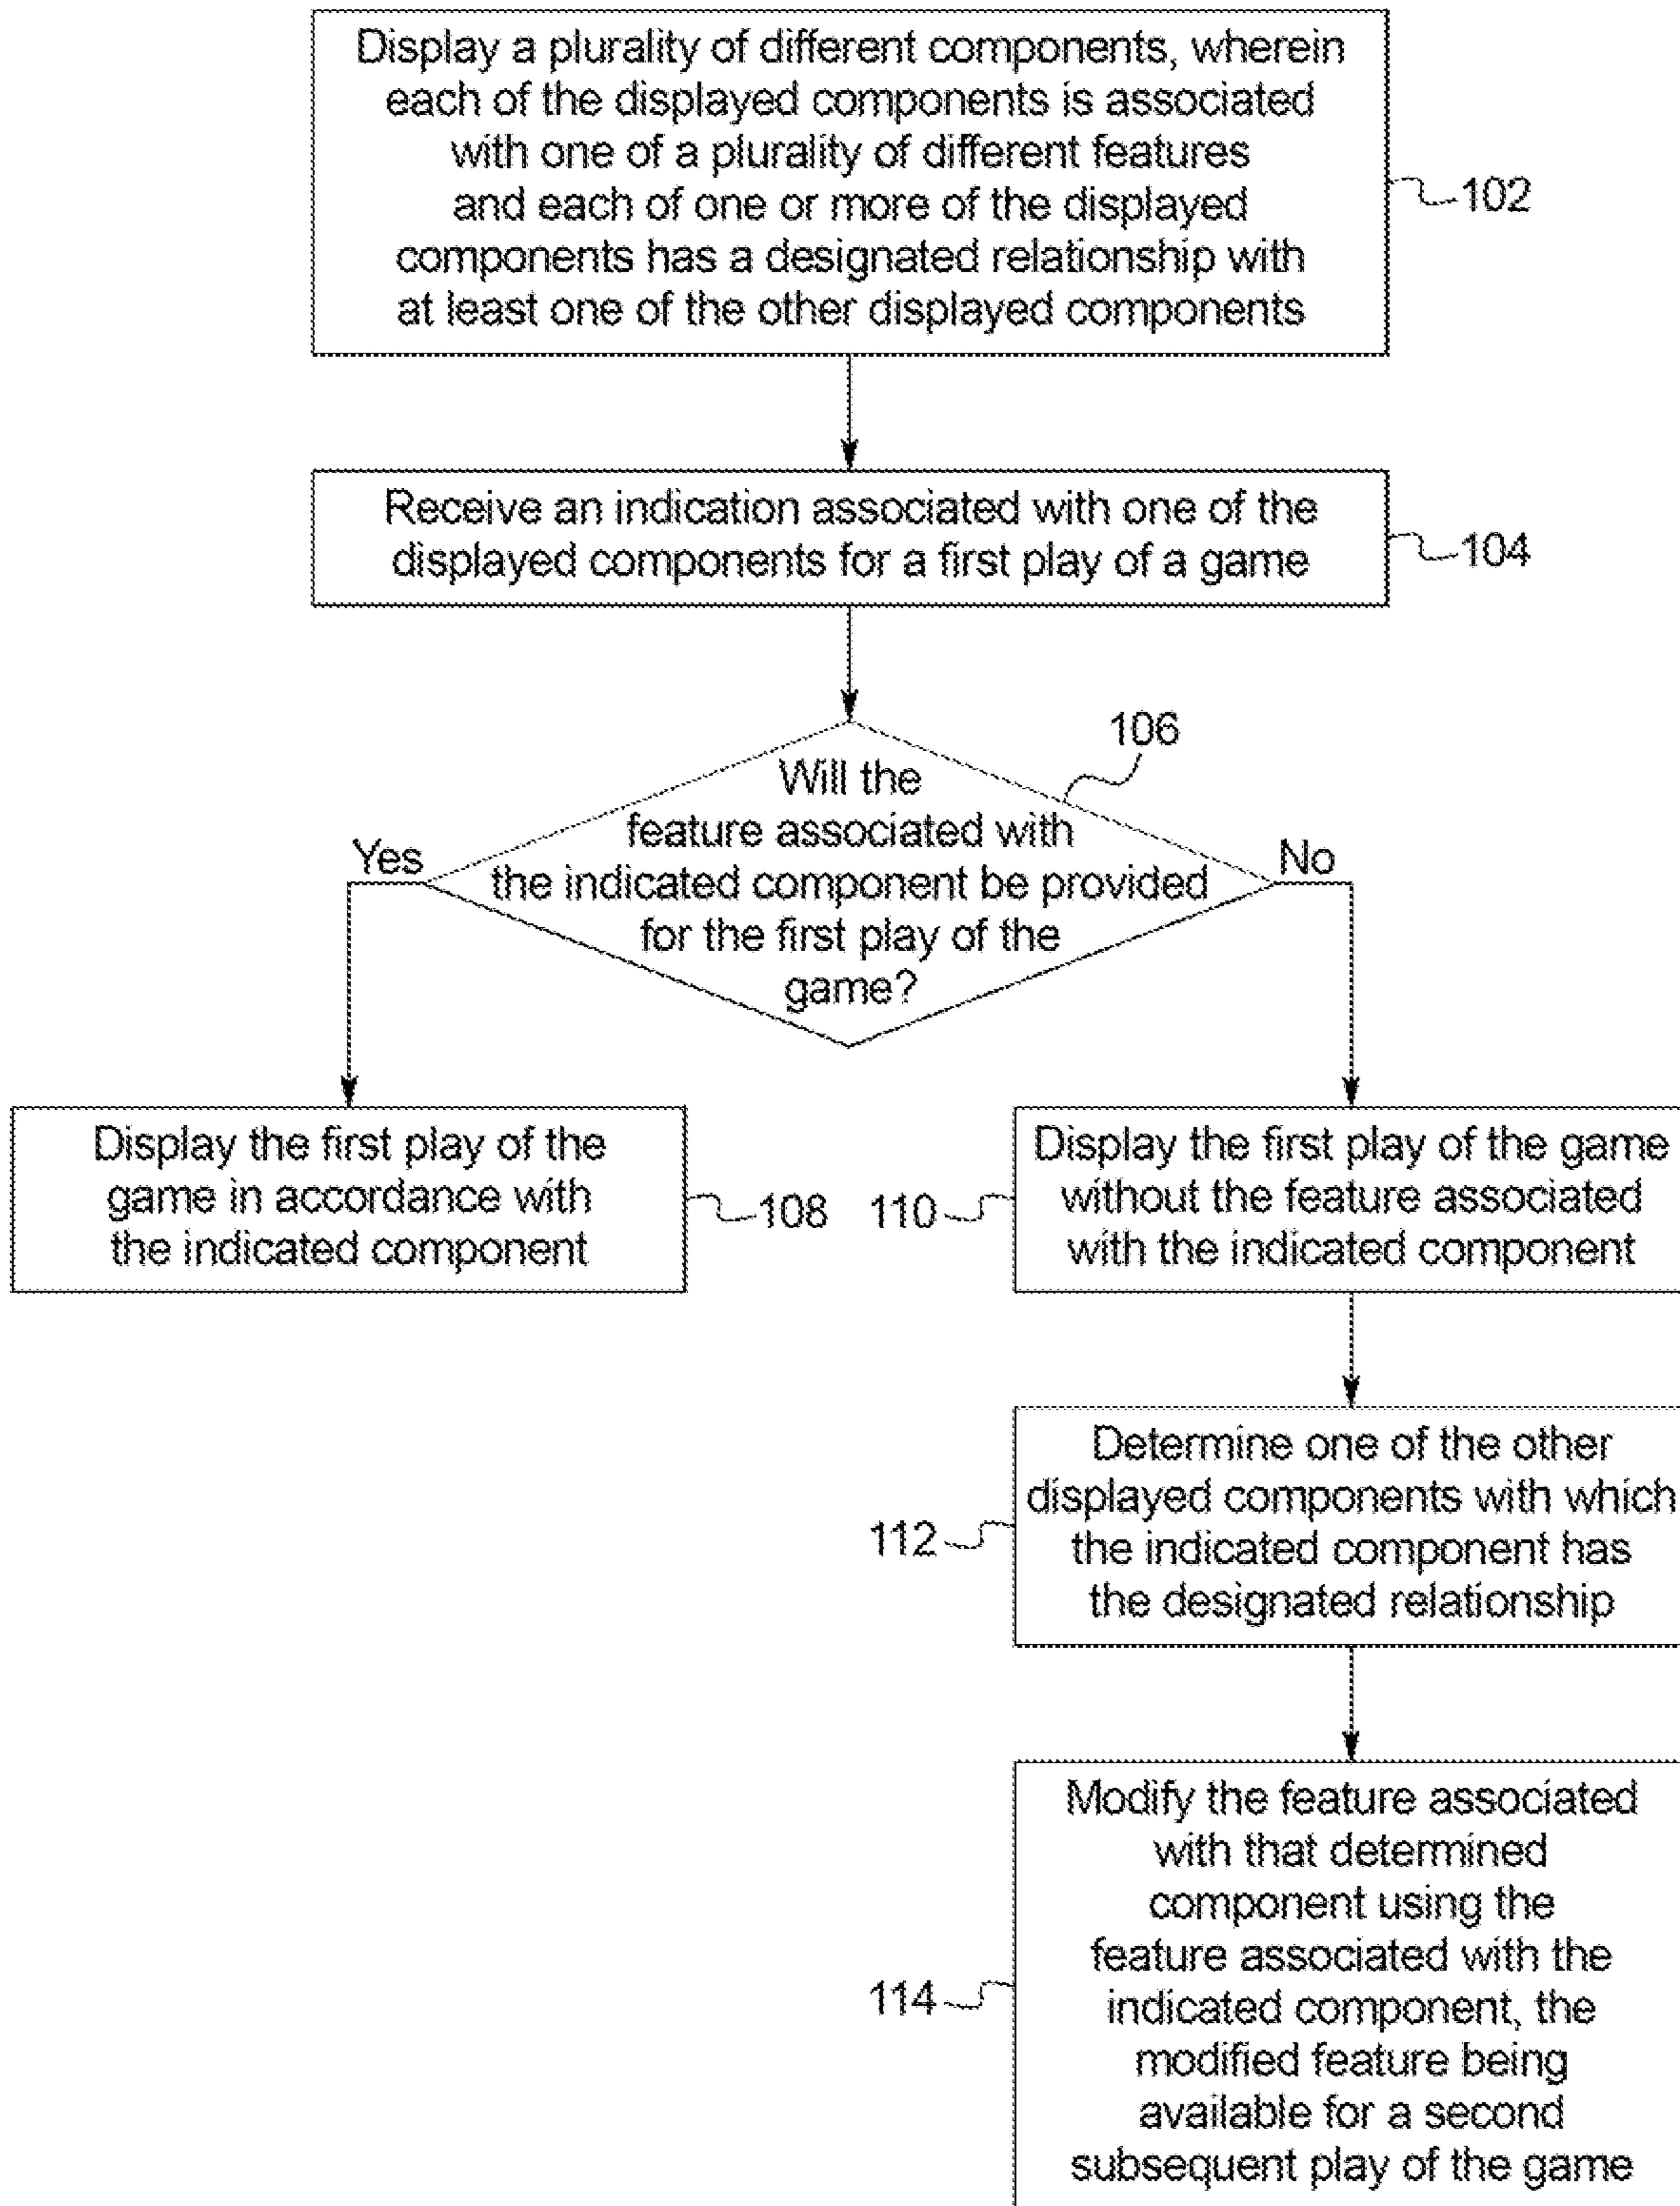 Display a plurality of different components, wherein
each of the displayed components is associated
with one of a plurality of different features
and each of one or more of the displayed
components has a designated relationship with
at least one of the other displayed components
102
Receive an indication associated with one of the
displayed components for a first play of a game
104
106
Will the
feature associated with
the indicated component be provided
for the first play of the
game?
Yes
No
Display the first play of the
game in accordance with
the indicated component
108
110
Display the first play of the game
without the feature associated
with the indicated component
112
Determine one of the other
displayed components with which
the indicated component has
the designated relationship
114
Modify the feature associated
with that determined
component using the
feature associated with the
indicated component, the
modified feature being
available for a second
subsequent play of the game